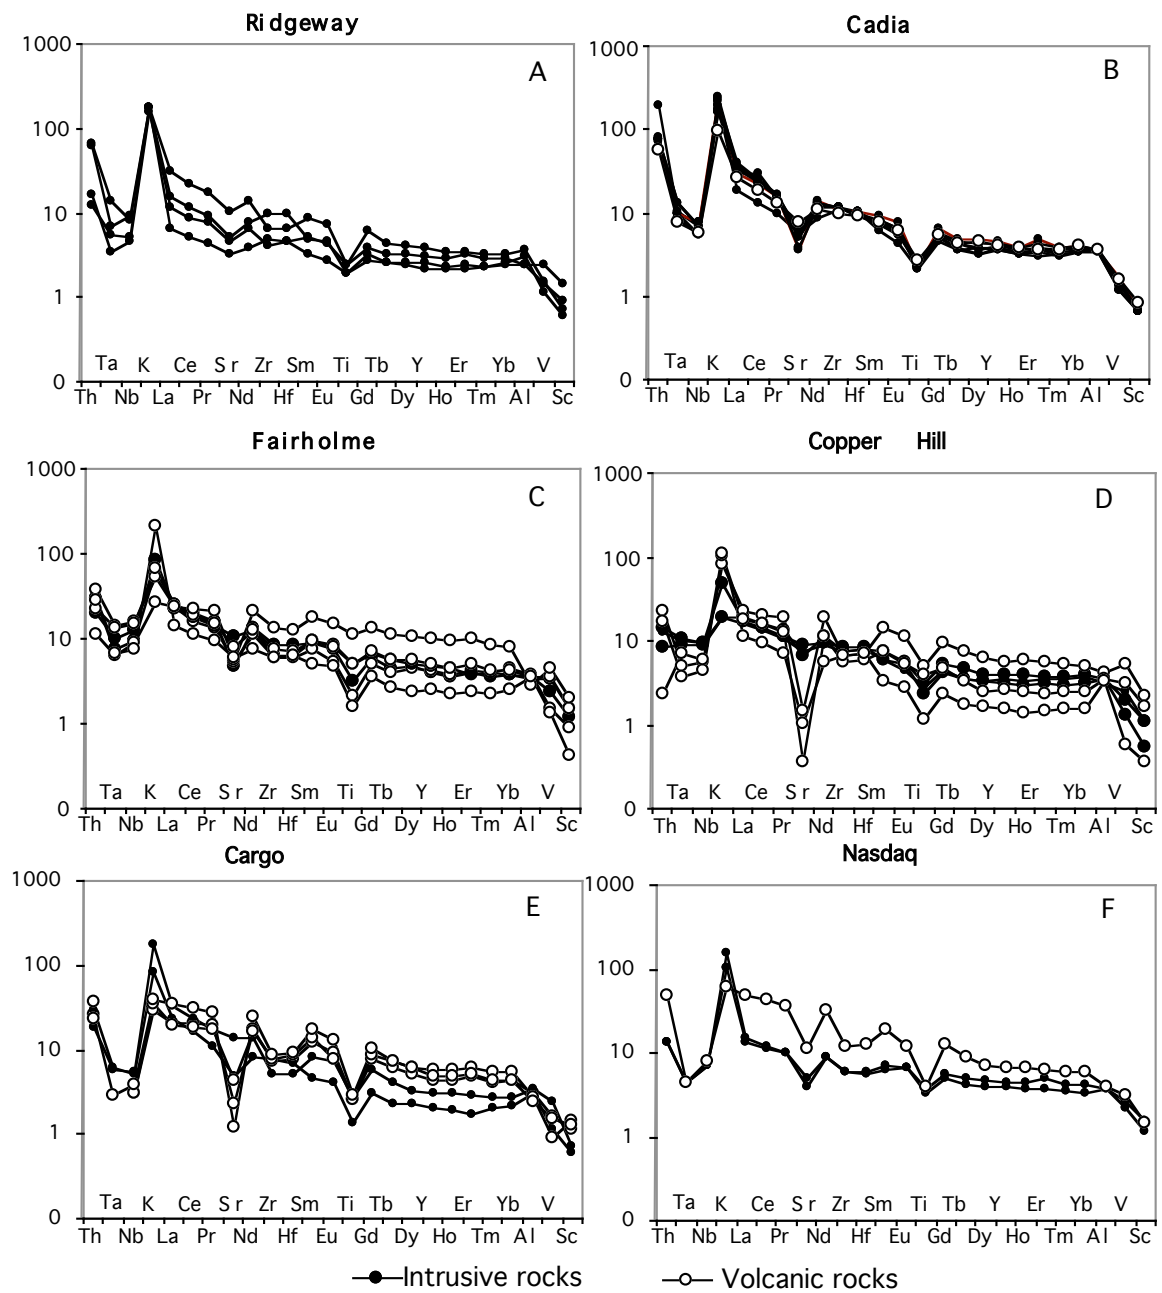 Ridgeway
A
1000
100
10
1
0
Ta K Ce Sr Zr Sm Ti Tb Y Er Yb V
Th Nb La Pr Nd Hf Eu Gd Dy Ho Tm Al Sc
Cadia
B
1000
100
10
1
0
Ta K Ce Sr Zr Sm Ti Tb Y Er Yb V
Th Nb La Pr Nd Hf Eu Gd Dy Ho Tm Al Sc
Fairholme
C
1000
100
10
1
0
Ta K Ce Sr Zr Sm Ti Tb Y Er Yb V
Th Nb La Pr Nd Hf Eu Gd Dy Ho Tm Al Sc
Copper Hill
D
1000
100
10
1
0
Ta K Ce Sr Zr Sm Ti Tb Y Er Yb V
Th Nb La Pr Nd Hf Eu Gd Dy Ho Tm Al Sc
Cargo
E
1000
100
10
1
0
Ta K Ce Sr Zr Sm Ti Tb Y Er Yb V
Th Nb La Pr Nd Hf Eu Gd Dy Ho Tm Al Sc
Nasdaq
F
1000
100
10
1
0
Ta K Ce Sr Zr Sm Ti Tb Y Er Yb V
Th Nb La Pr Nd Hf Eu Gd Dy Ho Tm Al Sc
Intrusive rocks
Volcanic rocks